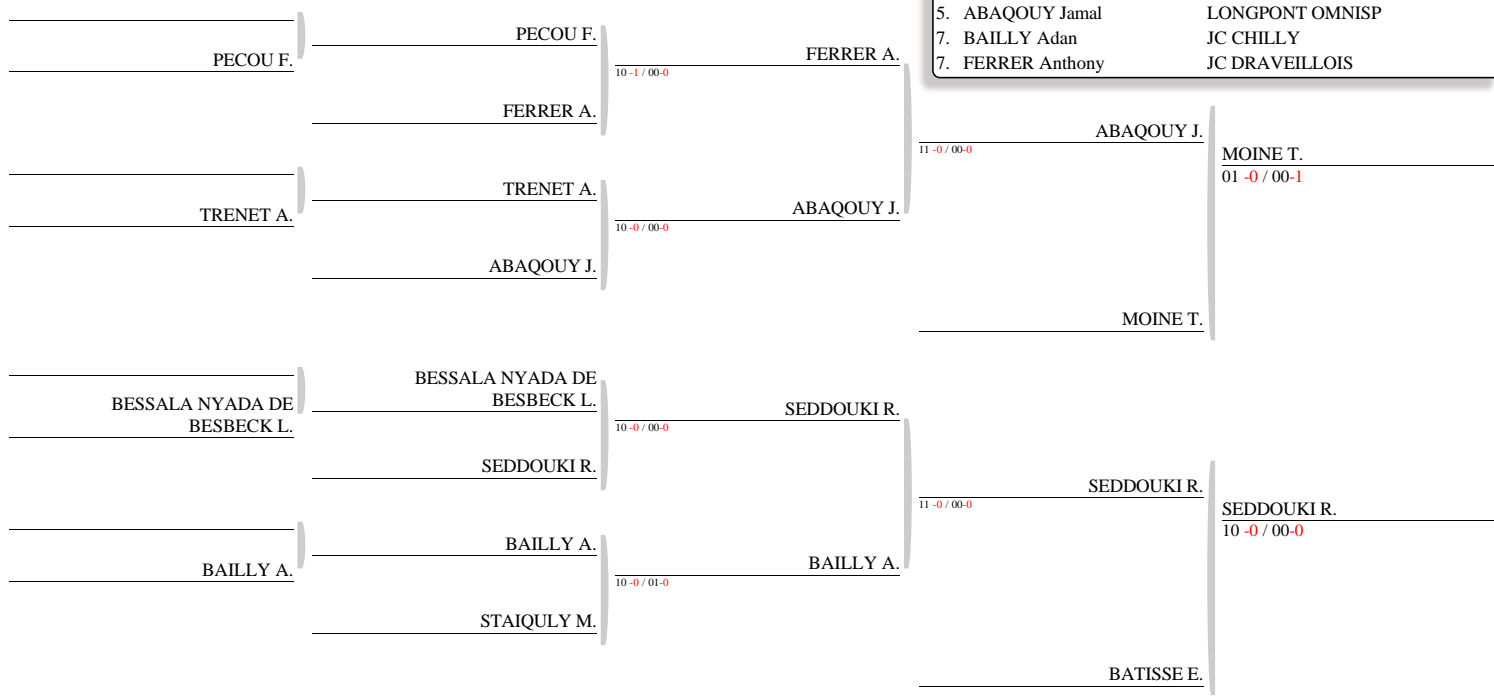 5. ABAQOUY Jamal LONGPONT OMNISP
7. BAILLY Adan JC CHILLY
7. FERRER Anthony JC DRAVEILLOIS
PECOU F.
TRENET A.
BESSALA NYADA DE
BESBECK L.
BAILLY A.
PECOU F.
FERRER A.
TRENET A.
ABAQOUY J.
BESSALA NYADA DE
BESBECK L.
SEDDOUKI R.
BAILLY A.
STAIQULY M.
FERRER A.
10 -1 / 00-0
ABAQOUY J.
10 -0 / 00-0
SEDDOUKI R.
10 -0 / 00-0
BAILLY A.
10 -0 / 01-0
ABAQOUY J.
11 -0 / 00-0
MOINE T.
SEDDOUKI R.
11 -0 / 00-0
BATISSE E.
MOINE T.
01 -0 / 00-1
SEDDOUKI R.
10 -0 / 00-0